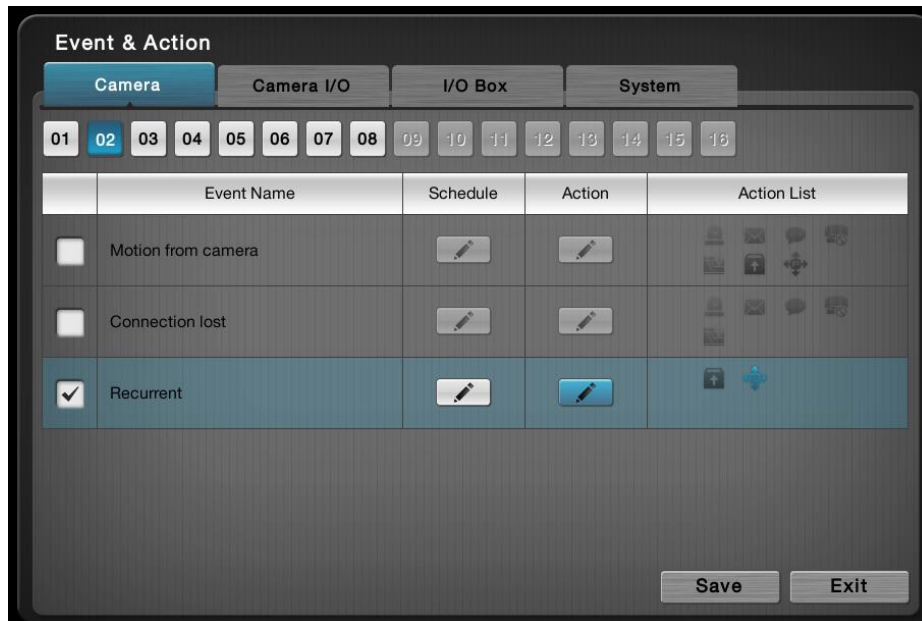 Event & Action
Camera Camera I/O I/O Box System
01 02 03 04 05 06 07 08 09 10 11 12 13 14 15 16
Event Name Schedule Action Action List
Motion from camera
Connection lost
Recurrent
Save Exit